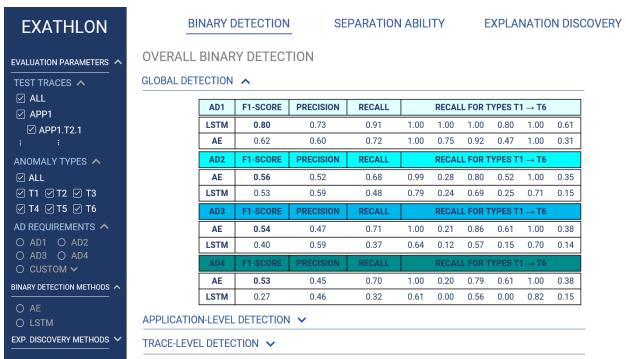 EXATHLON
BINARY DETECTION SEPARATION ABILITY EXPLANATION DISCOVERY
EVALUATION PARAMETERS
TEST TRACES
ALL
APP1
APP1.T2.1
ANOMALY TYPES
ALL
T1 T2 T3
T4 T5 T6
AD REQUIREMENTS
AD1 AD2
AD3 AD4
CUSTOM
BINARY DETECTION METHODS
AE
LSTM
EXP. DISCOVERY METHODS
OVERALL BINARY DETECTION
GLOBAL DETECTION
AD1 F1-SCORE PRECISION RECALL RECALL FOR TYPES T1 → T6
LSTM 0.80 0.73 0.91 1.00 1.00 1.00 0.80 1.00 0.61
AE 0.62 0.60 0.72 1.00 0.75 0.92 0.47 1.00 0.31
AD2 F1-SCORE PRECISION RECALL RECALL FOR TYPES T1 → T6
AE 0.56 0.52 0.68 0.99 0.28 0.80 0.52 1.00 0.35
LSTM 0.53 0.59 0.48 0.79 0.24 0.69 0.25 0.71 0.15
AD3 F1-SCORE PRECISION RECALL RECALL FOR TYPES T1 → T6
AE 0.54 0.47 0.71 1.00 0.21 0.86 0.61 1.00 0.38
LSTM 0.40 0.59 0.37 0.64 0.12 0.57 0.15 0.70 0.14
AD4 F1-SCORE PRECISION RECALL RECALL FOR TYPES T1 → T6
AE 0.53 0.45 0.70 1.00 0.20 0.79 0.61 1.00 0.38
LSTM 0.27 0.46 0.32 0.61 0.00 0.56 0.00 0.82 0.15
APPLICATION-LEVEL DETECTION
TRACE-LEVEL DETECTION